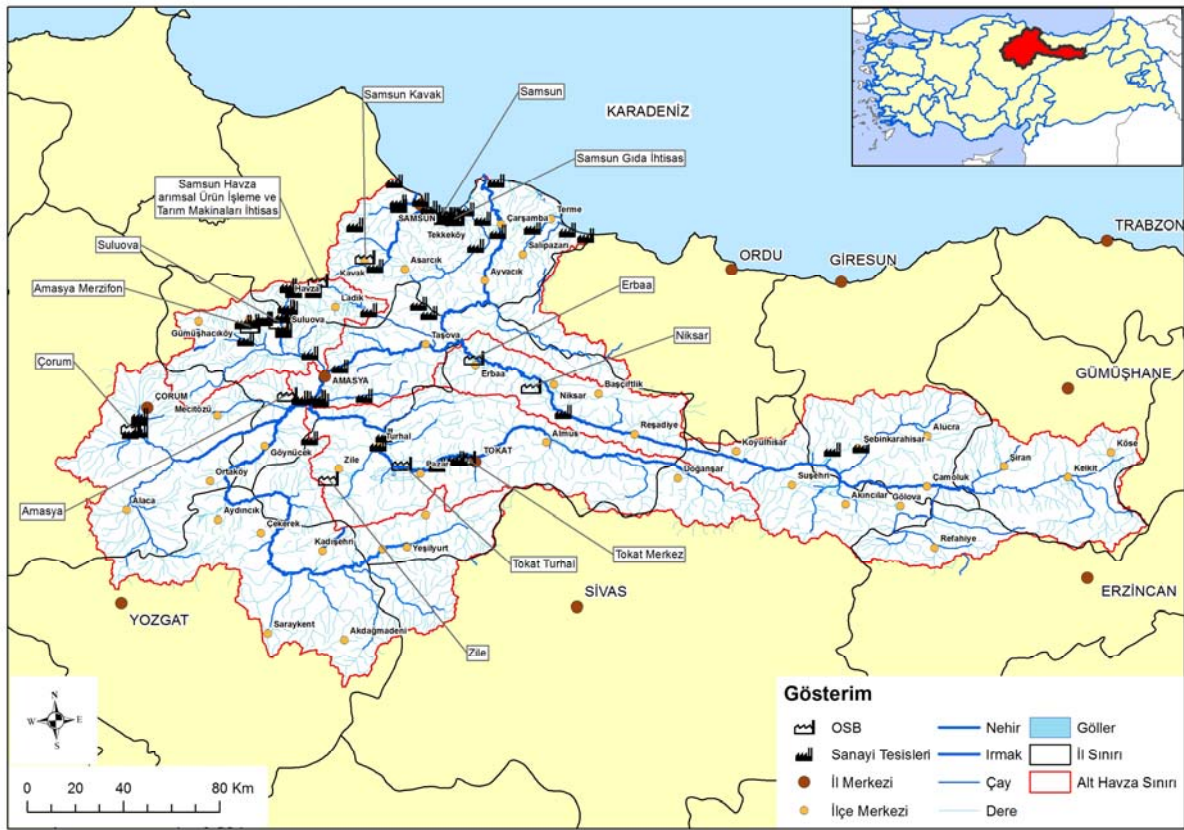 KARADENİZ
Samsun Kavak
Samsun
Samsun Gıda İhtisas
Samsun Havza
arımsal Ürün İşleme ve
Tarım Makinaları İhtisas
Suluova
Amasya Merzifon
Çorum
Amasya
Erbaa
Niksar
Tokat Merkez
Tokat Turhal
Zile
TRABZON
ORDU
GİRESUN
GÜMÜŞHANE
ERZİNCAN
SİVAS
YOZGAT
SAMSUN
Tekkeköy
Çarşamba
Terme
Salıpazarı
Kavak
Asarcık
Ayvacık
Havza
Ladik
Suluova
Gümüşhacıköy
Taşova
Erbaa
Niksar
Başçiftlik
AMASYA
ÇORUM
Mecitözü
Göynücek
Turhal
Zile
Pazar
TOKAT
Almus
Reşadiye
Doğanşar
Koyulhisar
Suşehri
Şebinkarahisar
Alucra
Akıncılar
Gölova
Çamoluk
Şiran
Kelkit
Köse
Refahiye
Ortaköy
Alaca
Aydıncık
Çekerek
Kadışehri
Yeşilyurt
Saraykent
Akdağmadeni
N
W
E
S
0 20 40 80 Km
Gösterim
OSB
Sanayi Tesisleri
İl Merkezi
İlçe Merkezi
Nehir
Irmak
Çay
Dere
Göller
İl Sınırı
Alt Havza Sınırı